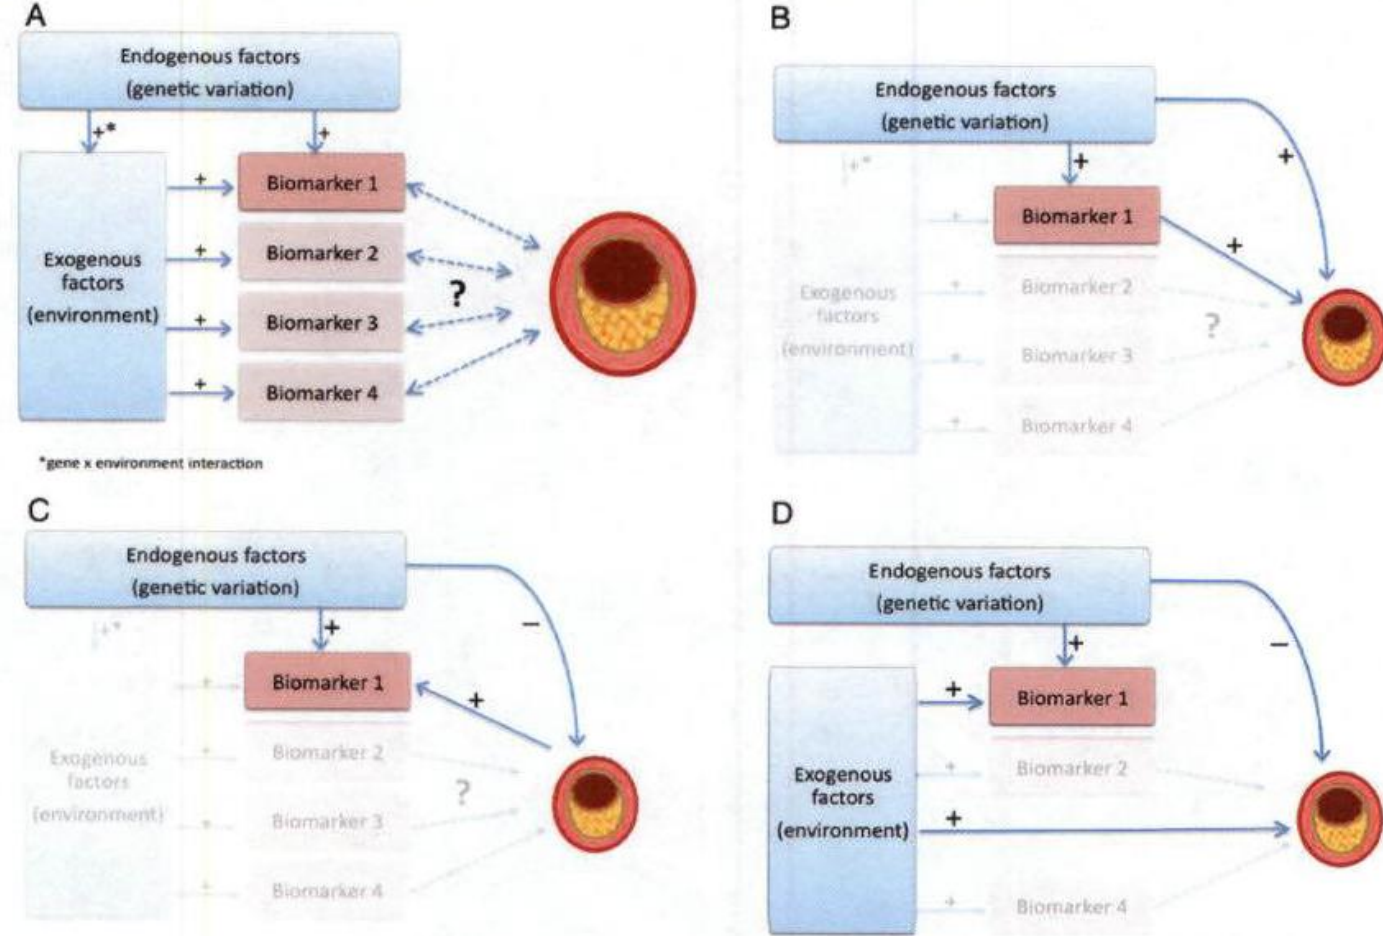 A
Endogenous factors
(genetic variation)
+*
+
Exogenous
factors
(environment)
+
Biomarker 1
+
Biomarker 2
+
Biomarker 3
+
Biomarker 4
?
*gene x environment interaction
B
Endogenous factors
(genetic variation)
+*
+
+
Exogenous
factors
(environment)
+
Biomarker 1
+
+
Biomarker 2
+
Biomarker 3
+
Biomarker 4
?
C
Endogenous factors
(genetic variation)
+*
+
−
Exogenous
factors
(environment)
+
Biomarker 1
+
+
Biomarker 2
+
Biomarker 3
+
Biomarker 4
?
D
Endogenous factors
(genetic variation)
+
−
Exogenous
factors
(environment)
+
Biomarker 1
+
Biomarker 2
+
+
Biomarker 4